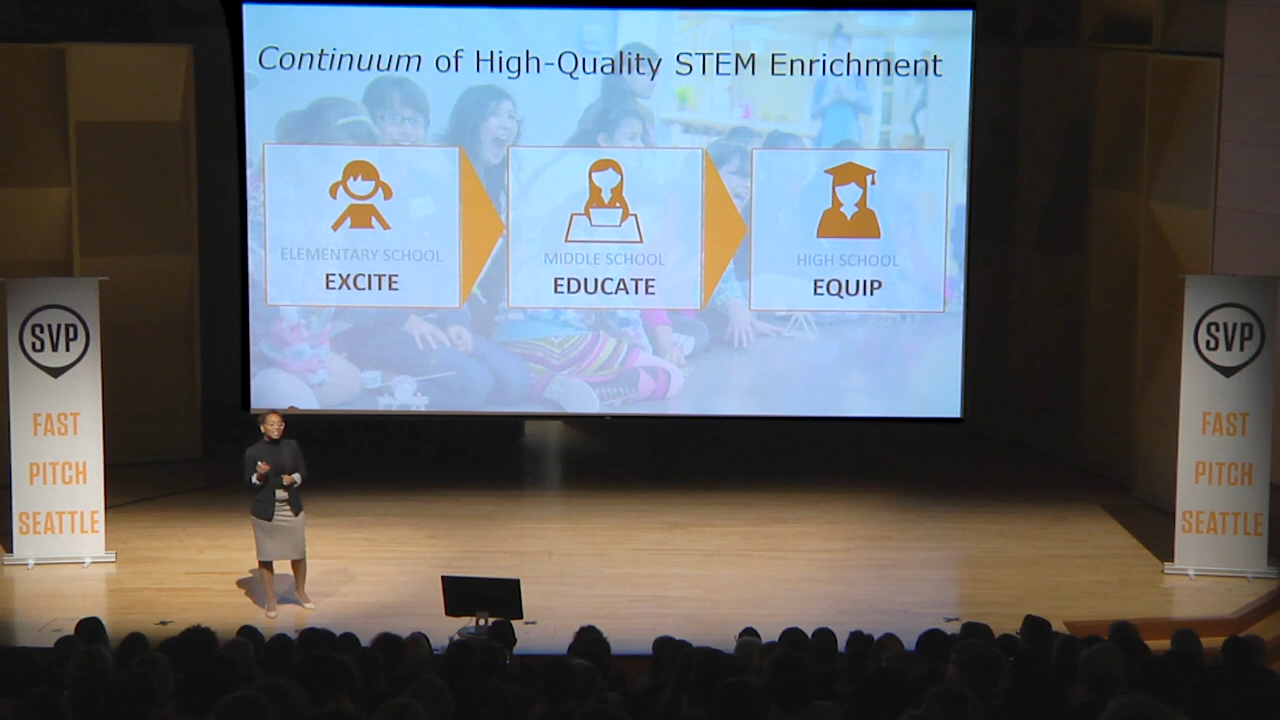 Continuum of High-Quality STEM Enrichment
ELEMENTARY SCHOOL
EXCITE
MIDDLE SCHOOL
EDUCATE
HIGH SCHOOL
EQUIP
SVP
FAST
PITCH
SEATTLE
SVP
FAST
PITCH
SEATTLE